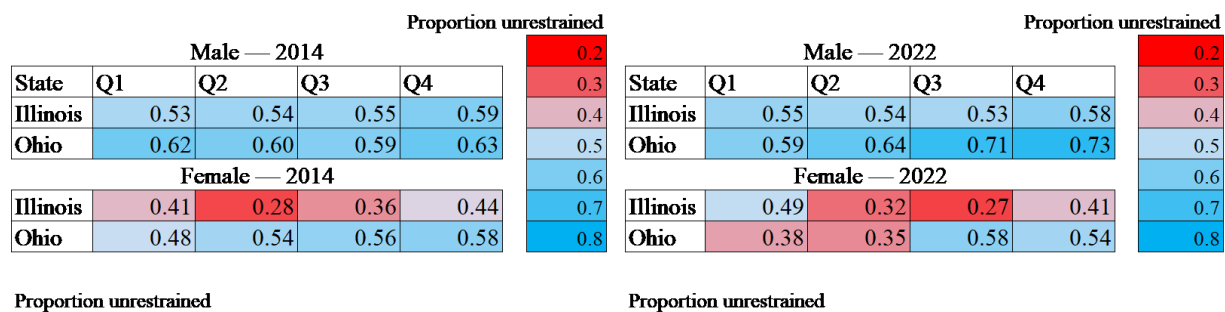 Proportion unrestrained
Male — 2014
State Q1 Q2 Q3 Q4
Illinois 0.53 0.54 0.55 0.59
Ohio 0.62 0.60 0.59 0.63
Female — 2014
Illinois 0.41 0.28 0.36 0.44
Ohio 0.48 0.54 0.56 0.58
0.2
0.3
0.4
0.5
0.6
0.7
0.8
Proportion unrestrained
Proportion unrestrained
Male — 2022
State Q1 Q2 Q3 Q4
Illinois 0.55 0.54 0.53 0.58
Ohio 0.59 0.64 0.71 0.73
Female — 2022
Illinois 0.49 0.32 0.27 0.41
Ohio 0.38 0.35 0.58 0.54
0.2
0.3
0.4
0.5
0.6
0.7
0.8
Proportion unrestrained